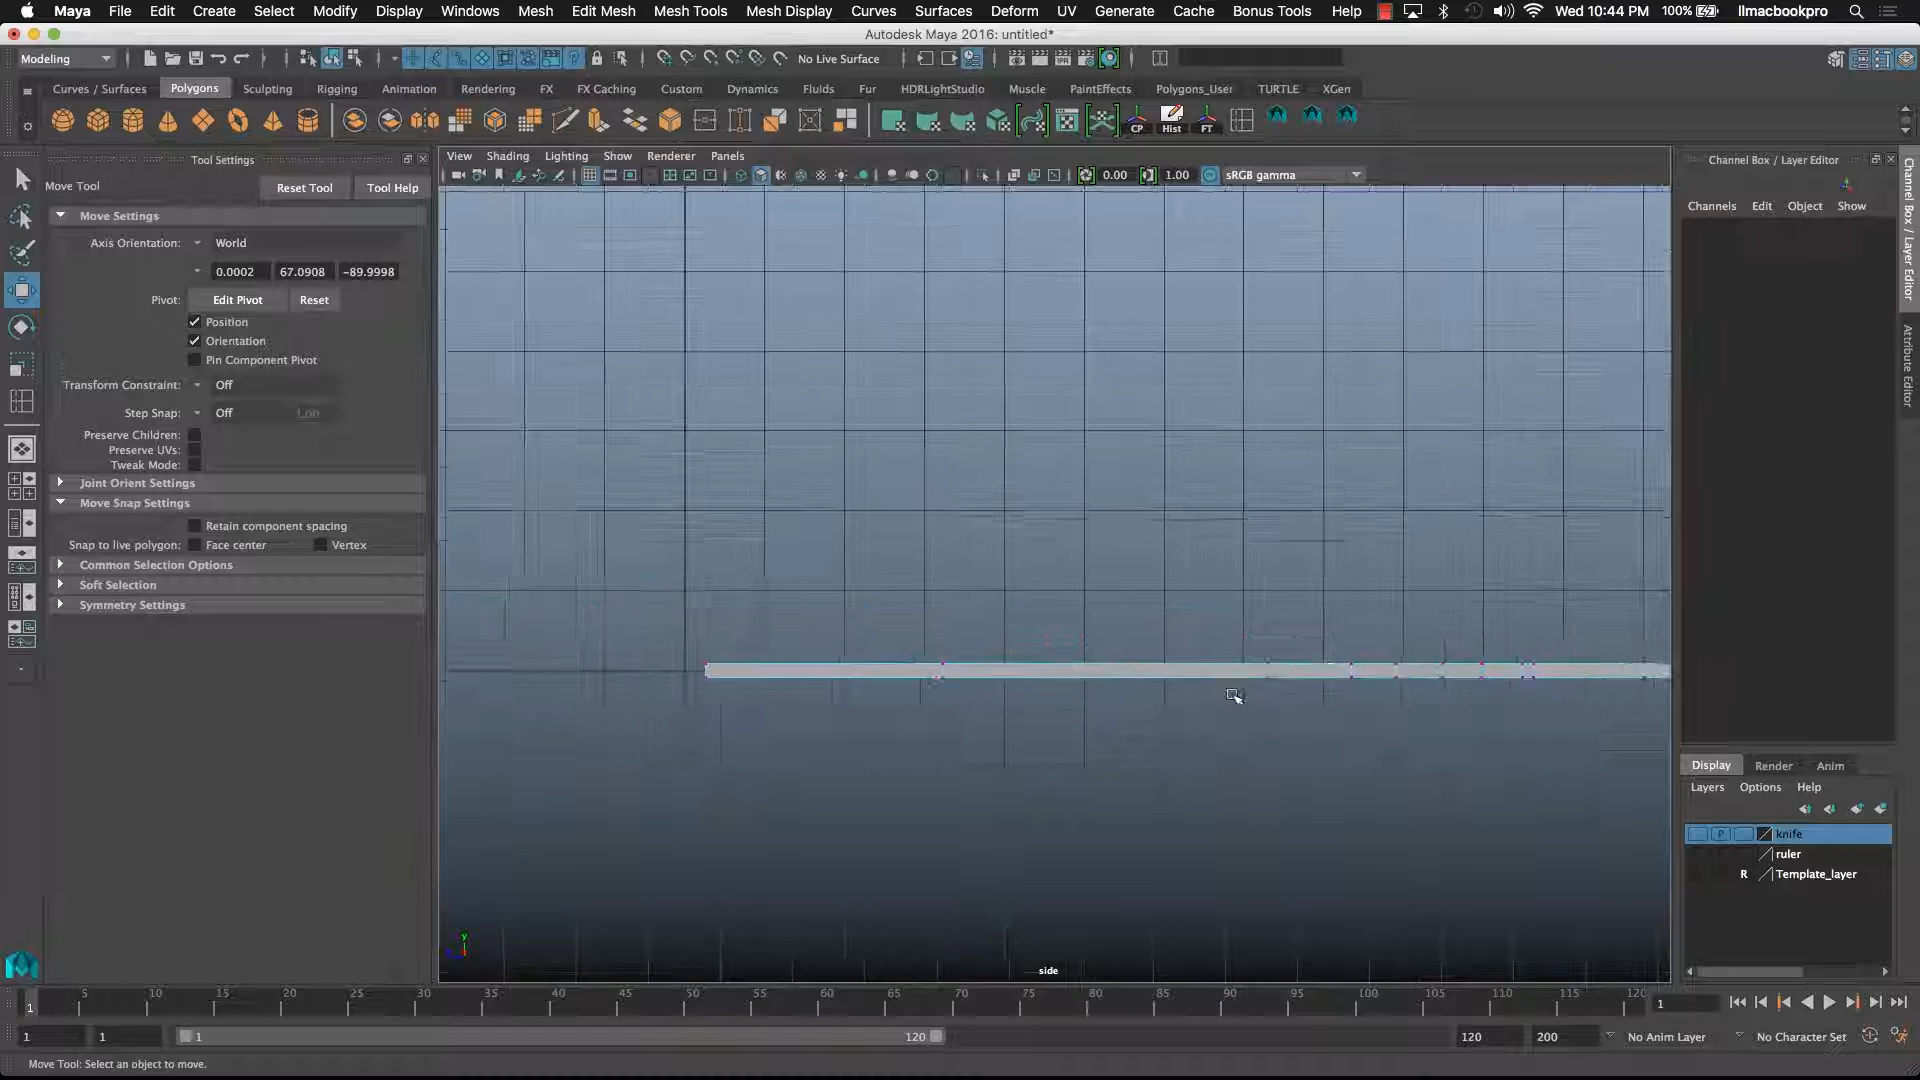 Maya File Edit Create Select Modify Display Windows Mesh Edit Mesh Mesh Tools Mesh Display Curves Surfaces Deform UV Generate Cache Bonus Tools Help Wed 10:44 PM 100% llmacbookpro
Autodesk Maya 2016: untitled*
Modeling No Live Surface
Curves / Surfaces Polygons Sculpting Rigging Animation Rendering FX FX Caching Custom Dynamics Fluids Fur HDRLightStudio Muscle PaintEffects Polygons_User TURTLE XGen
CP Hist FT
Tool Settings View Shading Lighting Show Renderer Panels Channel Box / Layer Editor
Move Tool Reset Tool Tool Help 0.00 1.00 sRGB gamma
Channels Edit Object Show
Move Settings
Axis Orientation: World
0.0002 67.0908 -89.9998
Pivot: Edit Pivot Reset
Position
Orientation
Pin Component Pivot
Transform Constraint: Off
Step Snap: Off 1.00
Preserve Children:
Preserve UVs:
Tweak Mode:
Joint Orient Settings
Move Snap Settings
Retain component spacing
Snap to live polygon: Face center Vertex
Common Selection Options
Soft Selection
Symmetry Settings
Channel Box / Layer Editor
Attribute Editor
Display Render Anim
Layers Options Help
P knife
ruler
R Template_layer
y
side
1 5 10 15 20 25 30 35 40 45 50 55 60 65 70 75 80 85 90 95 100 105 110 115 120 1
1 1 1 120 120 200 No Anim Layer No Character Set
Move Tool: Select an object to move.